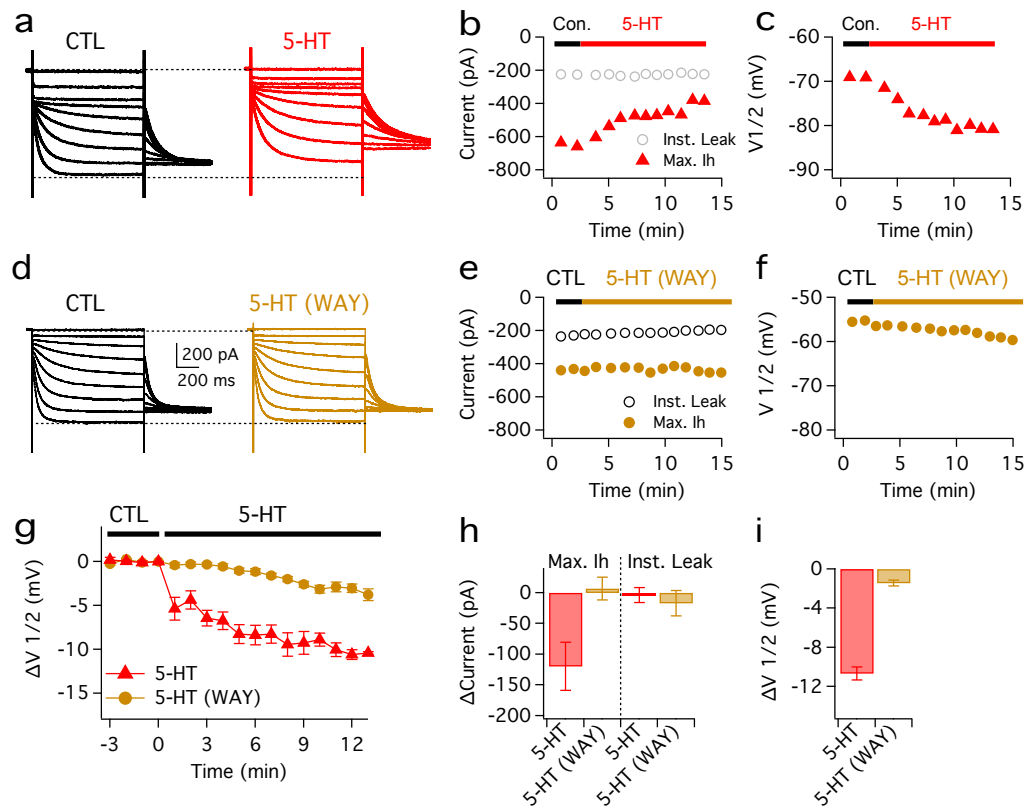 a
CTL
5-HT
b
Con.
5-HT
Current (pA)
0
-200
-400
-600
-800
Inst. Leak
Max. Ih
0
5
10
15
Time (min)
c
Con.
5-HT
V1/2 (mV)
-60
-70
-80
-90
0
5
10
15
Time (min)
d
CTL
5-HT (WAY)
200 pA
200 ms
e
CTL
5-HT (WAY)
Current (pA)
0
-200
-400
-600
-800
Inst. Leak
Max. Ih
0
5
10
15
Time (min)
f
CTL
5-HT (WAY)
V 1/2 (mV)
-50
-60
-70
-80
0
5
10
15
Time (min)
g
CTL
5-HT
ΔV 1/2 (mV)
0
-5
-10
-15
5-HT
5-HT (WAY)
-3
0
3
6
9
12
Time (min)
h
Max. Ih
Inst. Leak
ΔCurrent (pA)
0
-50
-100
-150
-200
5-HT
5-HT (WAY)
5-HT
5-HT (WAY)
i
ΔV 1/2 (mV)
0
-4
-8
-12
5-HT
5-HT (WAY)